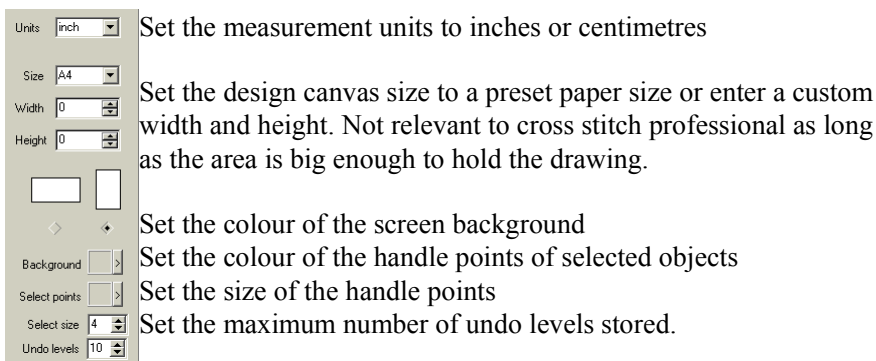 Units inch Set the measurement units to inches or centimetres
Size A4
Set the design canvas size to a preset paper size or enter a custom
Width 0
width and height. Not relevant to cross stitch professional as long
Height 0
as the area is big enough to hold the drawing.
Set the colour of the screen background
Background Set the colour of the handle points of selected objects
Select points Set the size of the handle points
Select size 4 Set the maximum number of undo levels stored.
Undo levels 10